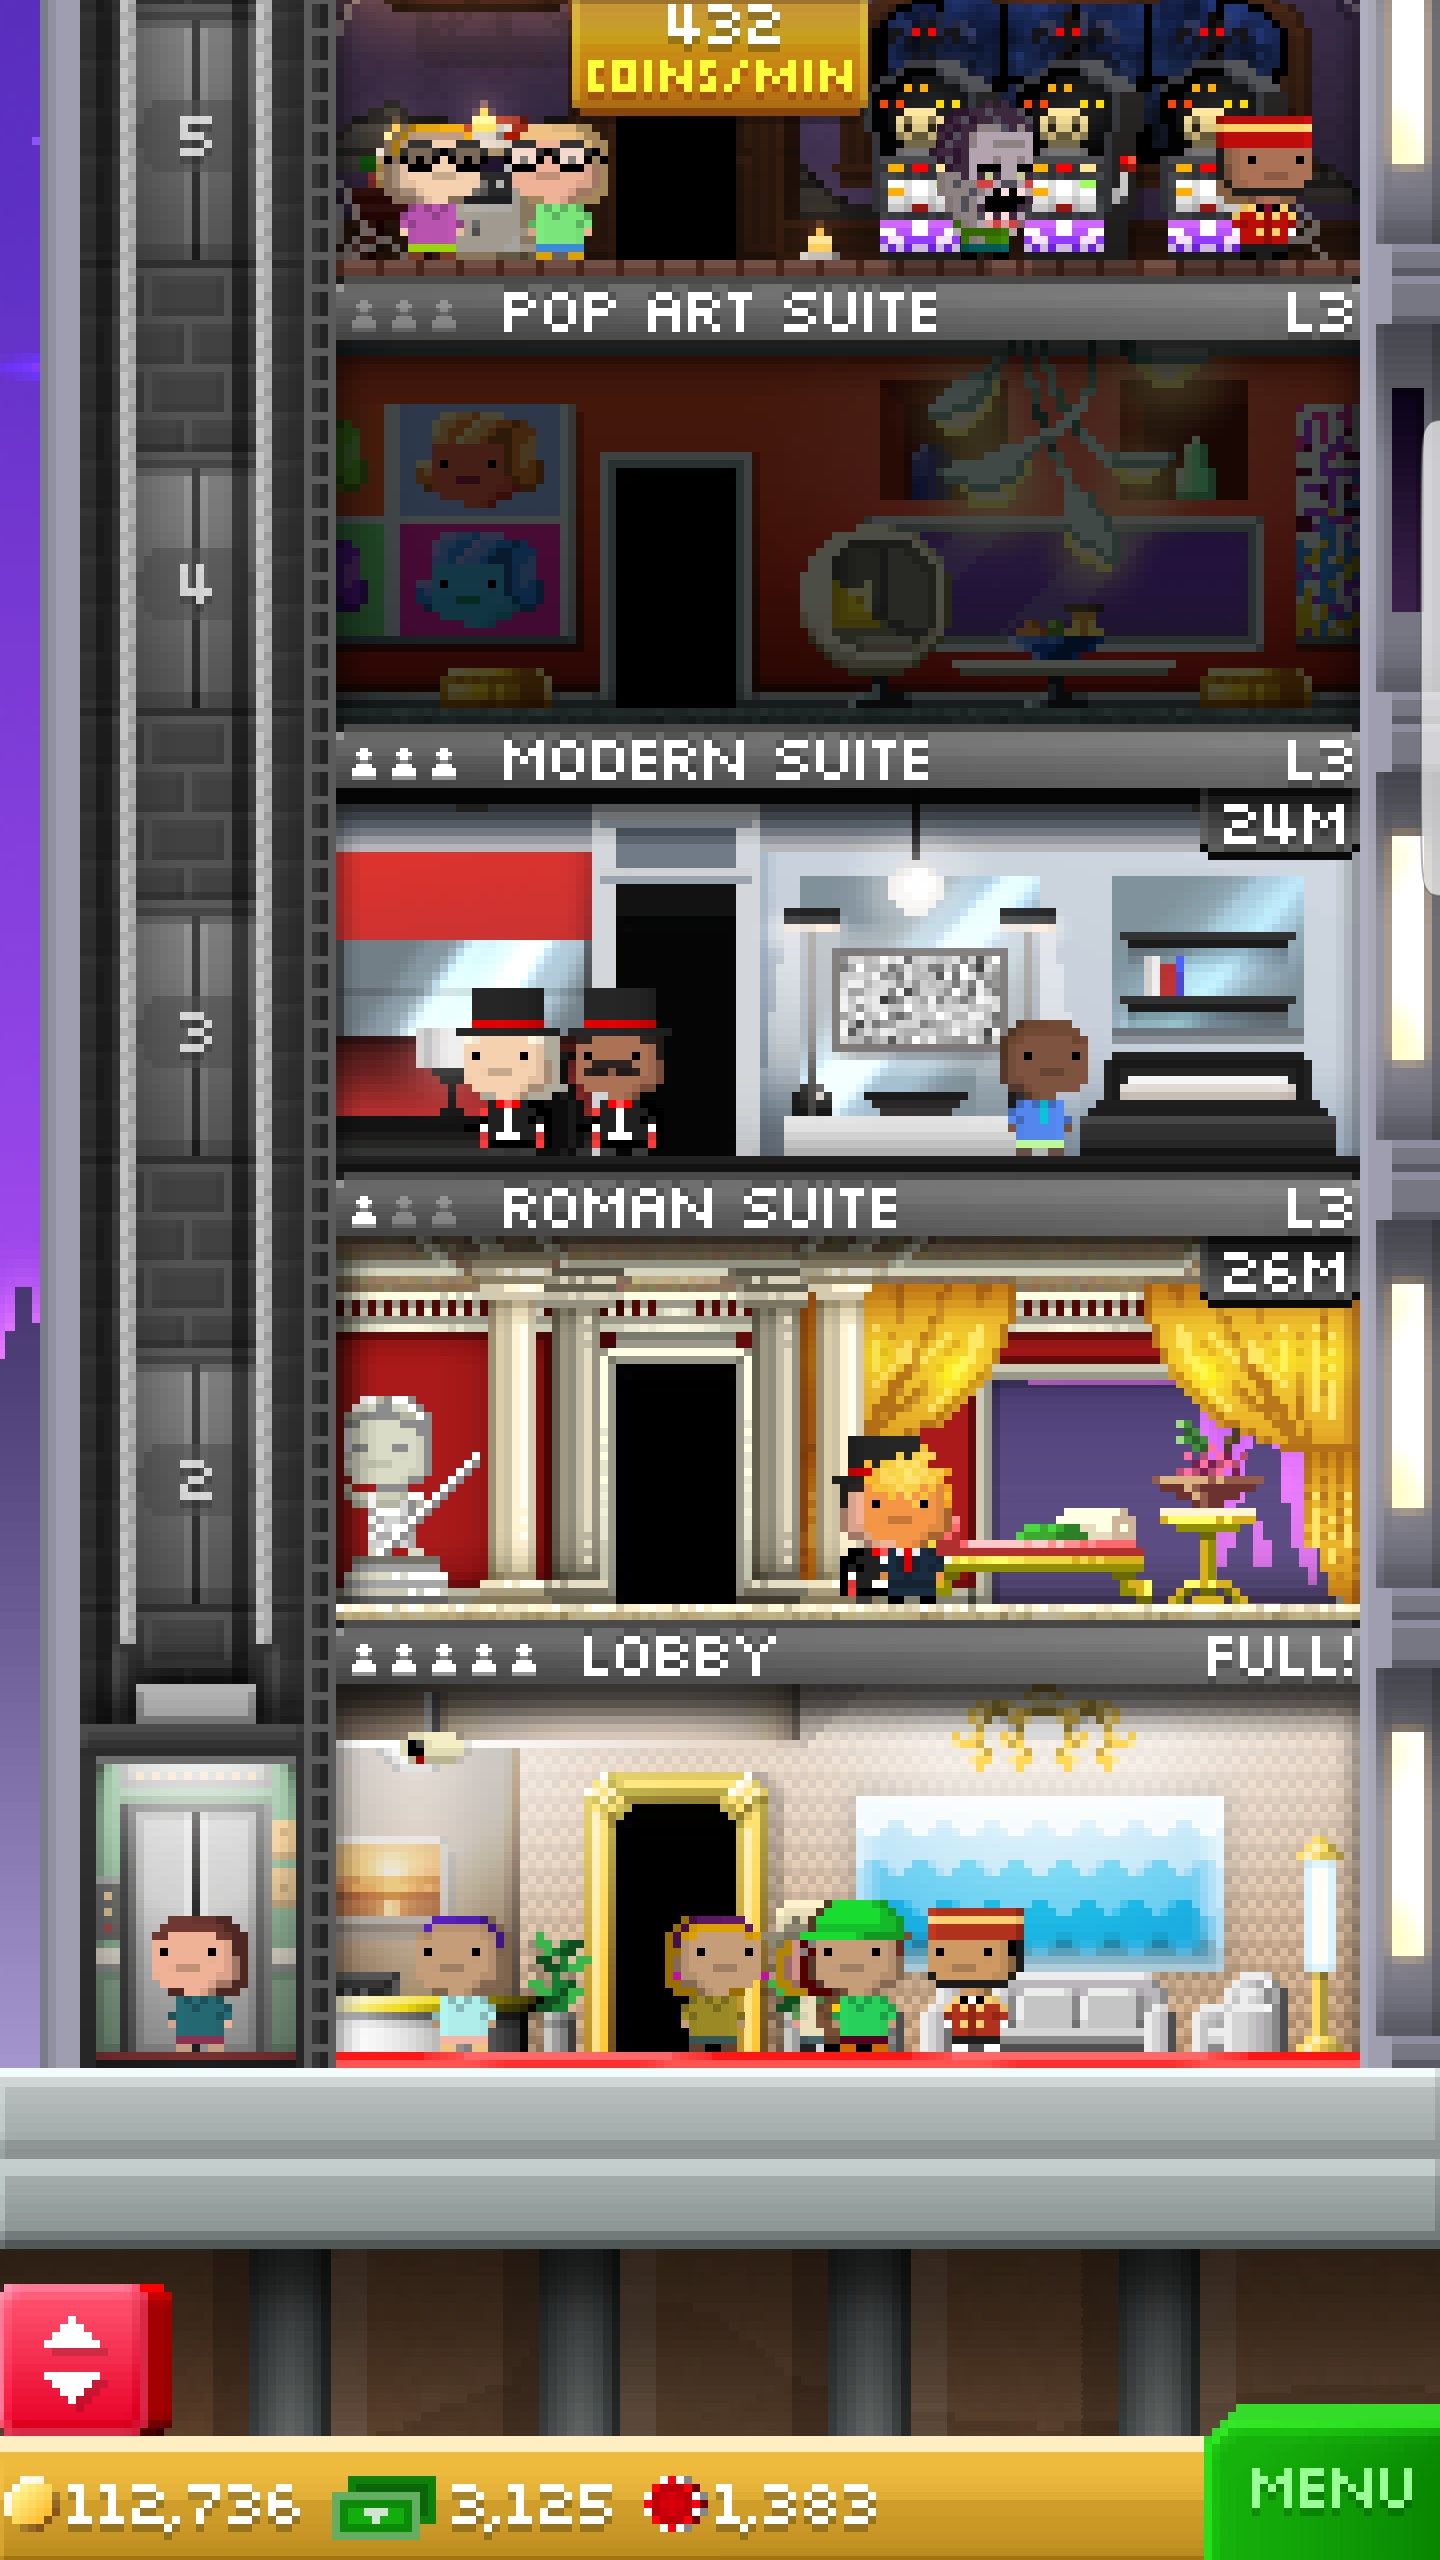 432
COINS/MIN
5
POP ART SUITE L3
4
MODERN SUITE L3
24M
3
ROMAN SUITE L3
26M
2
LOBBY FULL!
112,736 3,125 1,383
MENU